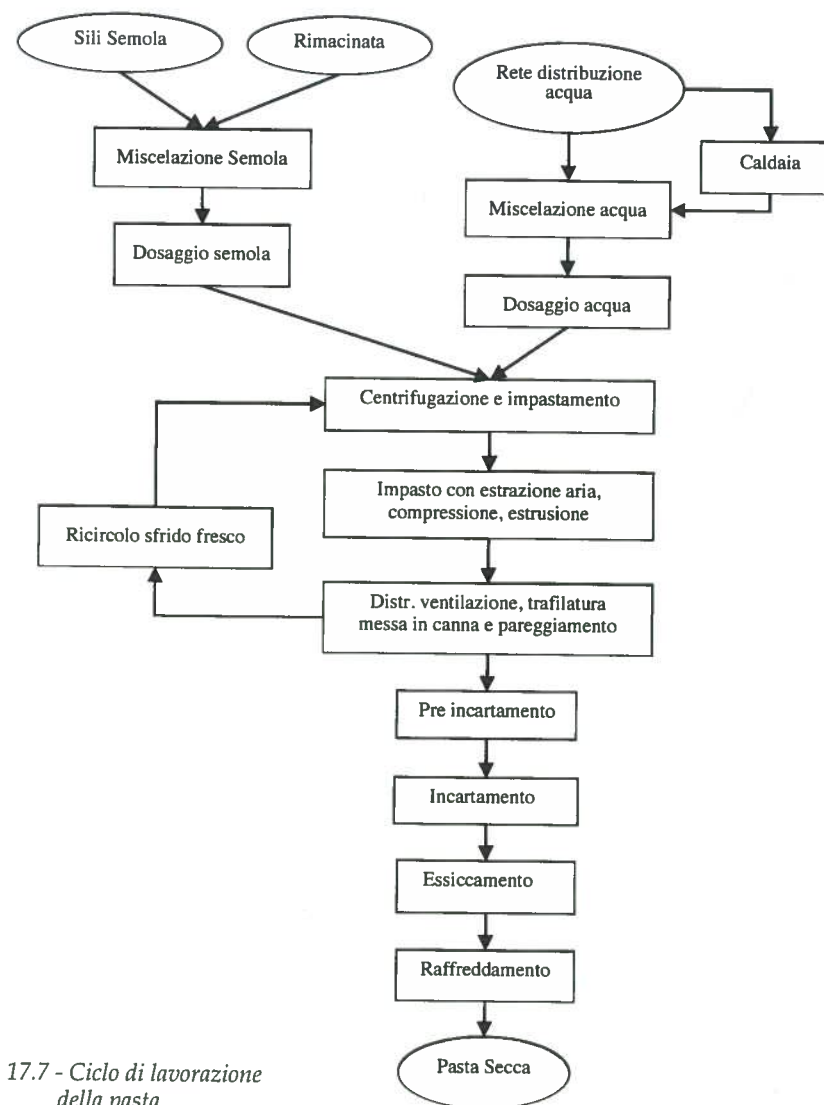 Sili Semola
Rimacinata
Rete distribuzione
acqua
Miscelazione Semola
Caldaia
Miscelazione acqua
Dosaggio semola
Dosaggio acqua
Centrifugazione e impastamento
Impasto con estrazione aria,
compressione, estrusione
Ricircolo sfrido fresco
Distr. ventilazione, trafilatura
messa in canna e pareggiamento
Pre incartamento
Incartamento
Essiccamento
Raffreddamento
Pasta Secca
17.7 - Ciclo di lavorazione
della pasta